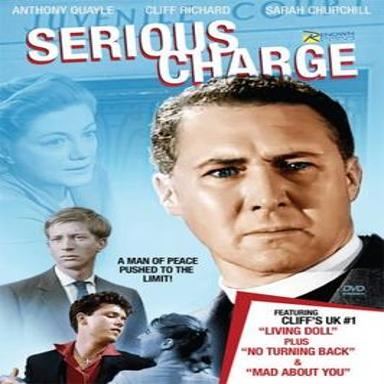 ANTHONY QUAYLE CLIFF RICHARD SARAH CHURCHILL
SERIOUS
CHARGE
RENOWN
A MAN OF PEACE
PUSHED TO THE
LIMIT!
DVD
FEATURING
CLIFF'S UK #1
"LIVING DOLL"
PLUS
"NO TURNING BACK"
&
"MAD ABOUT YOU"